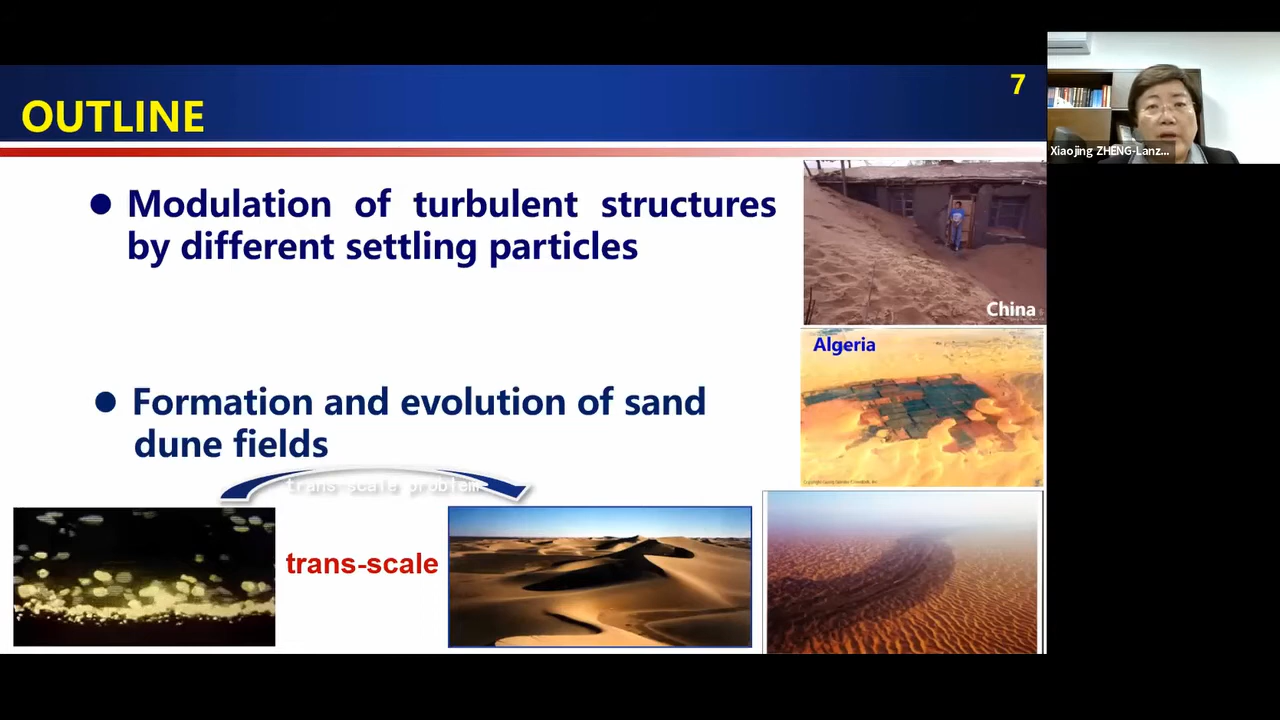 7
OUTLINE
Xiaojing ZHENG-Lanz...
● Modulation of turbulent structures
by different settling particles
China
Algeria
● Formation and evolution of sand
dune fields
trans-scale problem
trans-scale